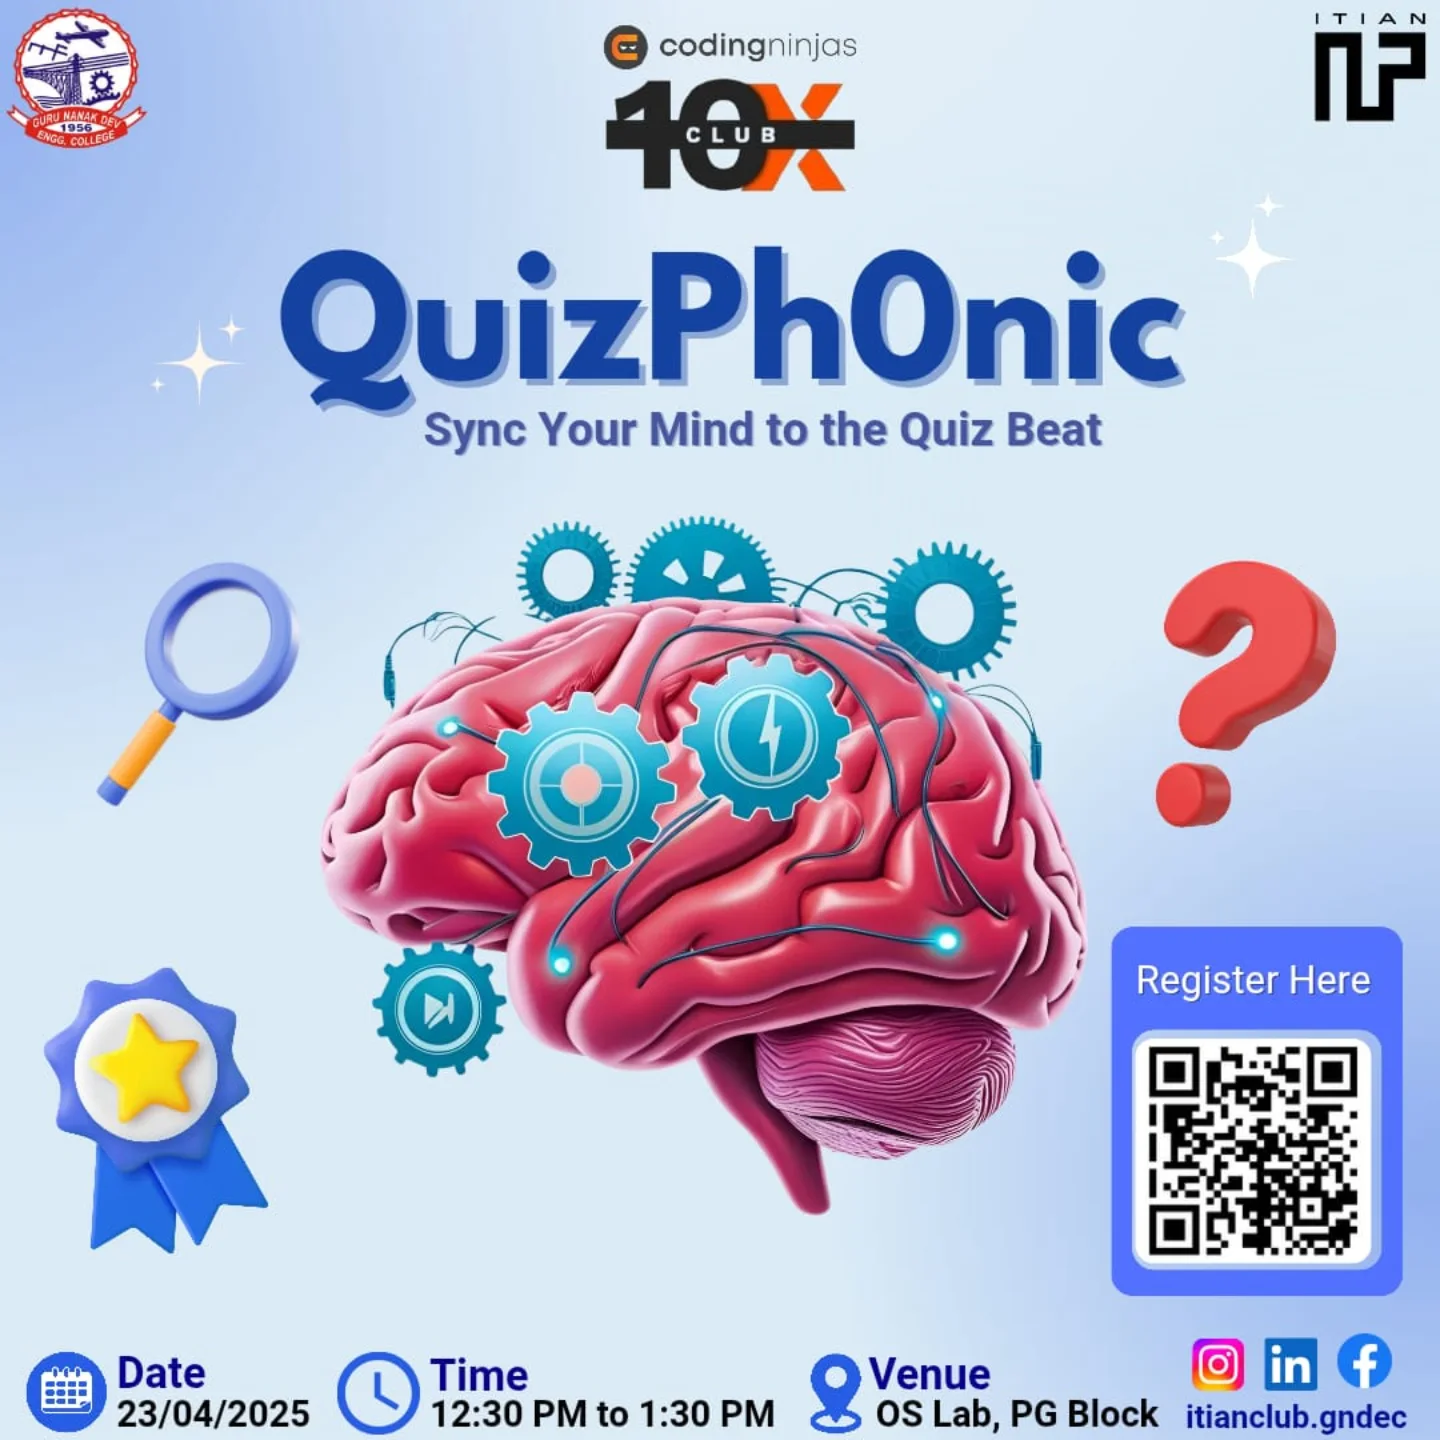 GURU NANAK DEV
1956
ENGG. COLLEGE
codingninjas
10X
CLUB
ITIAN
QuizPh0nic
Sync Your Mind to the Quiz Beat
Register Here
Date
23/04/2025
Time
12:30 PM to 1:30 PM
Venue
OS Lab, PG Block
itianclub.gndec